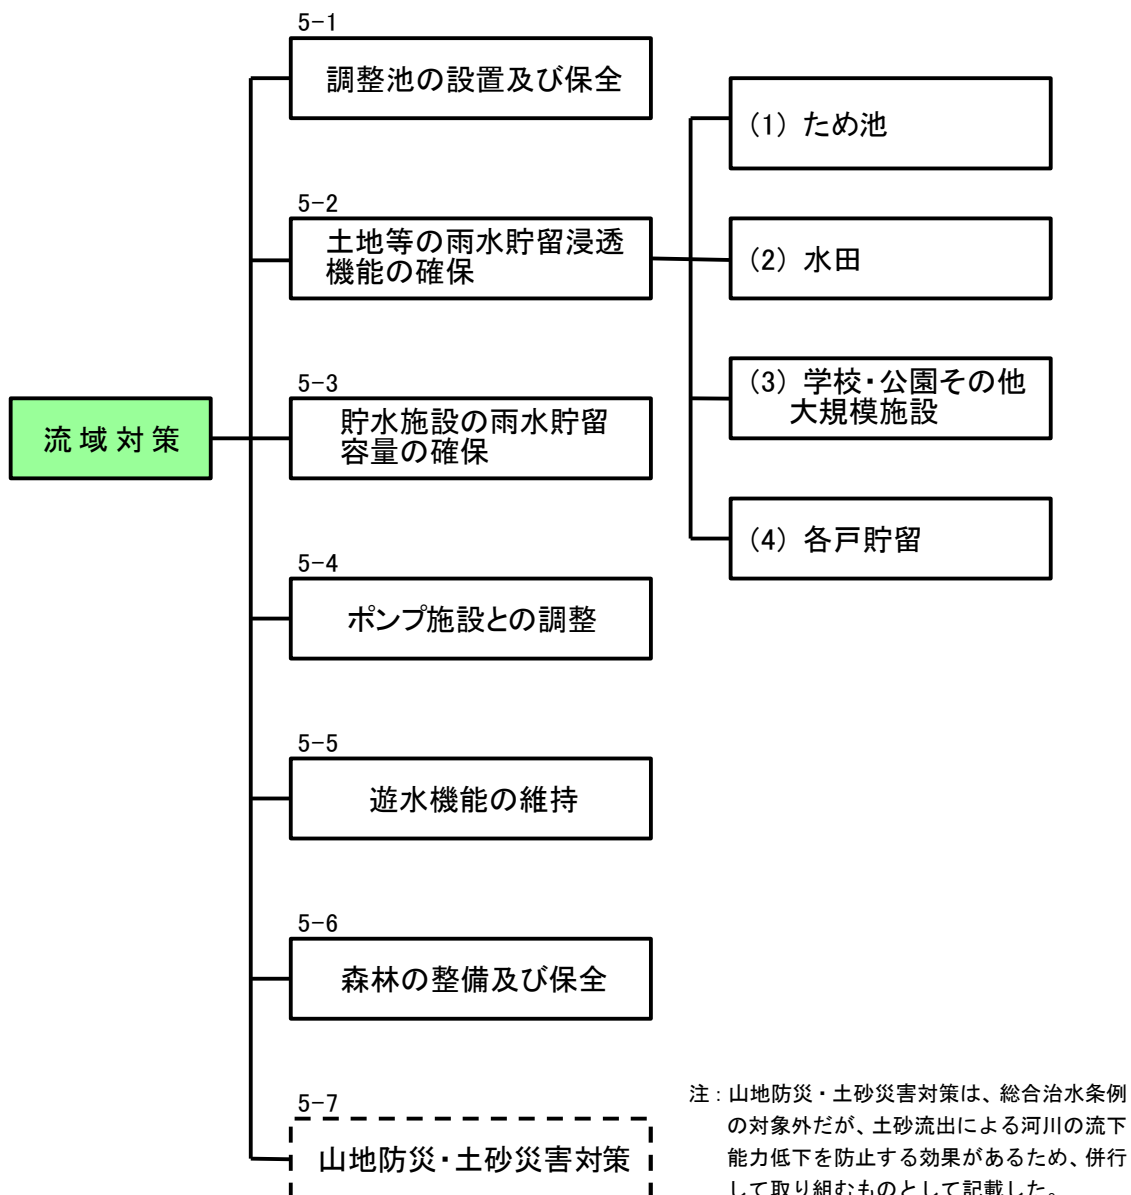 5-1
調整池の設置及び保全
(1) ため池
5-2
土地等の雨水貯留浸透
機能の確保
(2) 水田
5-3
貯水施設の雨水貯留
容量の確保
(3) 学校・公園その他
大規模施設
流域対策
(4) 各戸貯留
5-4
ポンプ施設との調整
5-5
遊水機能の維持
5-6
森林の整備及び保全
5-7
山地防災・土砂災害対策
注：山地防災・土砂災害対策は、総合治水条例
の対象外だが、土砂流出による河川の流下
能力低下を防止する効果があるため、併行
して取り組むものとして記載した。